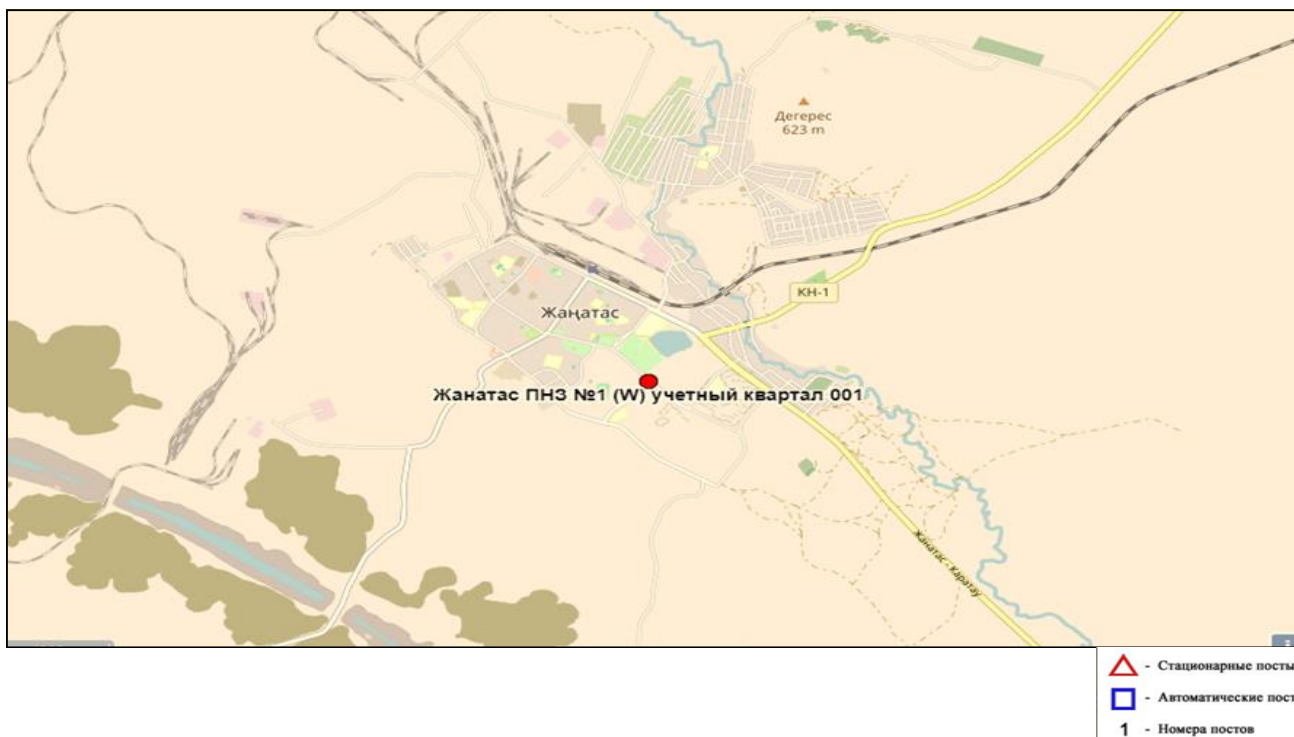 Дегерес
623 m
КН-1
Жаңатас
Жанатас ПНЗ №1 (W) учетный квартал 001
Жанатас - Каратау
- Стационарные посты
- Автоматические пост
1 - Номера постов